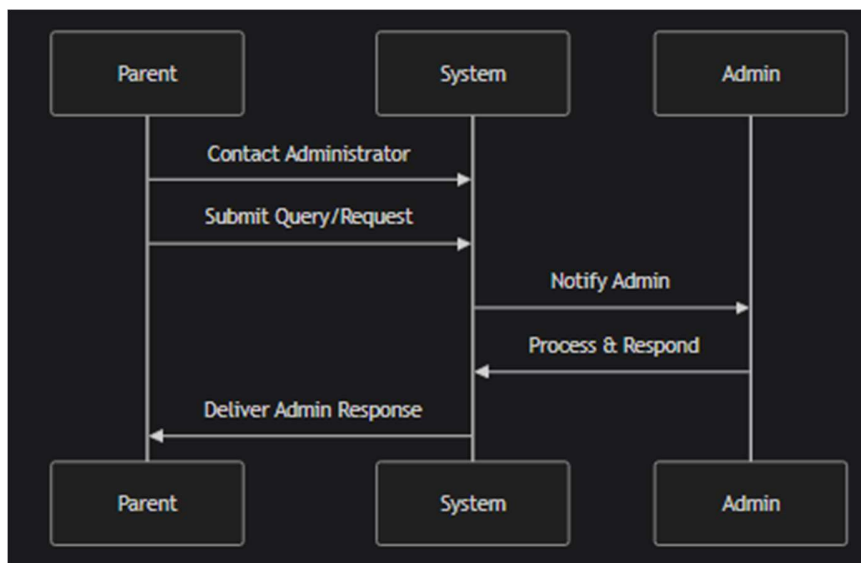 Parent
System
Admin
Contact Administrator
Submit Query/Request
Notify Admin
Process & Respond
Deliver Admin Response
Parent
System
Admin